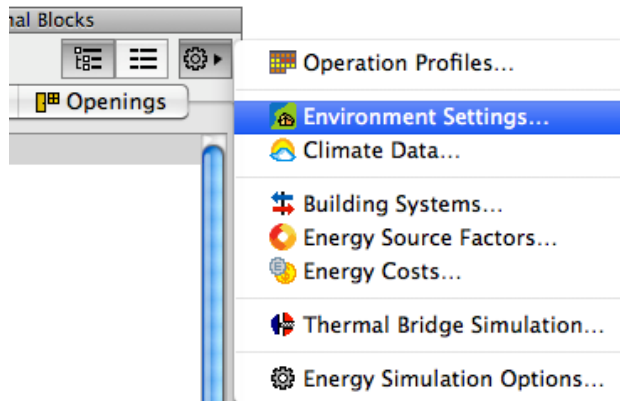 nal Blocks
Operation Profiles...
Openings
Environment Settings...
Climate Data...
Building Systems...
Energy Source Factors...
Energy Costs...
Thermal Bridge Simulation...
Energy Simulation Options...